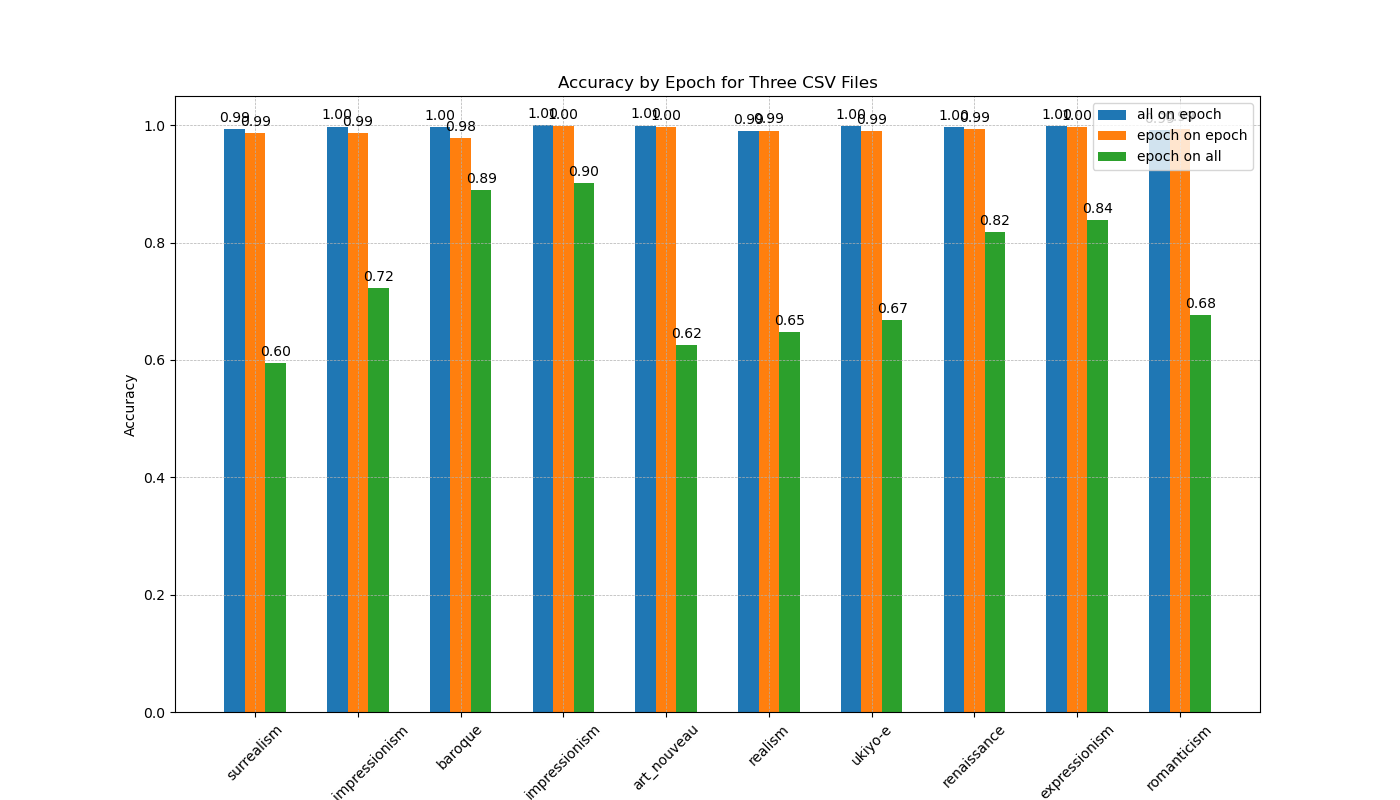 Accuracy by Epoch for Three CSV Files
all on epoch
epoch on epoch
epoch on all
Accuracy
1.0
0.8
0.6
0.4
0.2
0.0
0.99 0.99 0.60
1.00 0.99 0.72
1.00 0.98 0.89
1.00 1.00 0.90
1.00 1.00 0.62
0.99 0.99 0.65
1.00 0.99 0.67
1.00 0.99 0.82
1.00 1.00 0.84
0.68
surrealism
impressionism
baroque
impressionism
art_nouveau
realism
ukiyo-e
renaissance
expressionism
romanticism